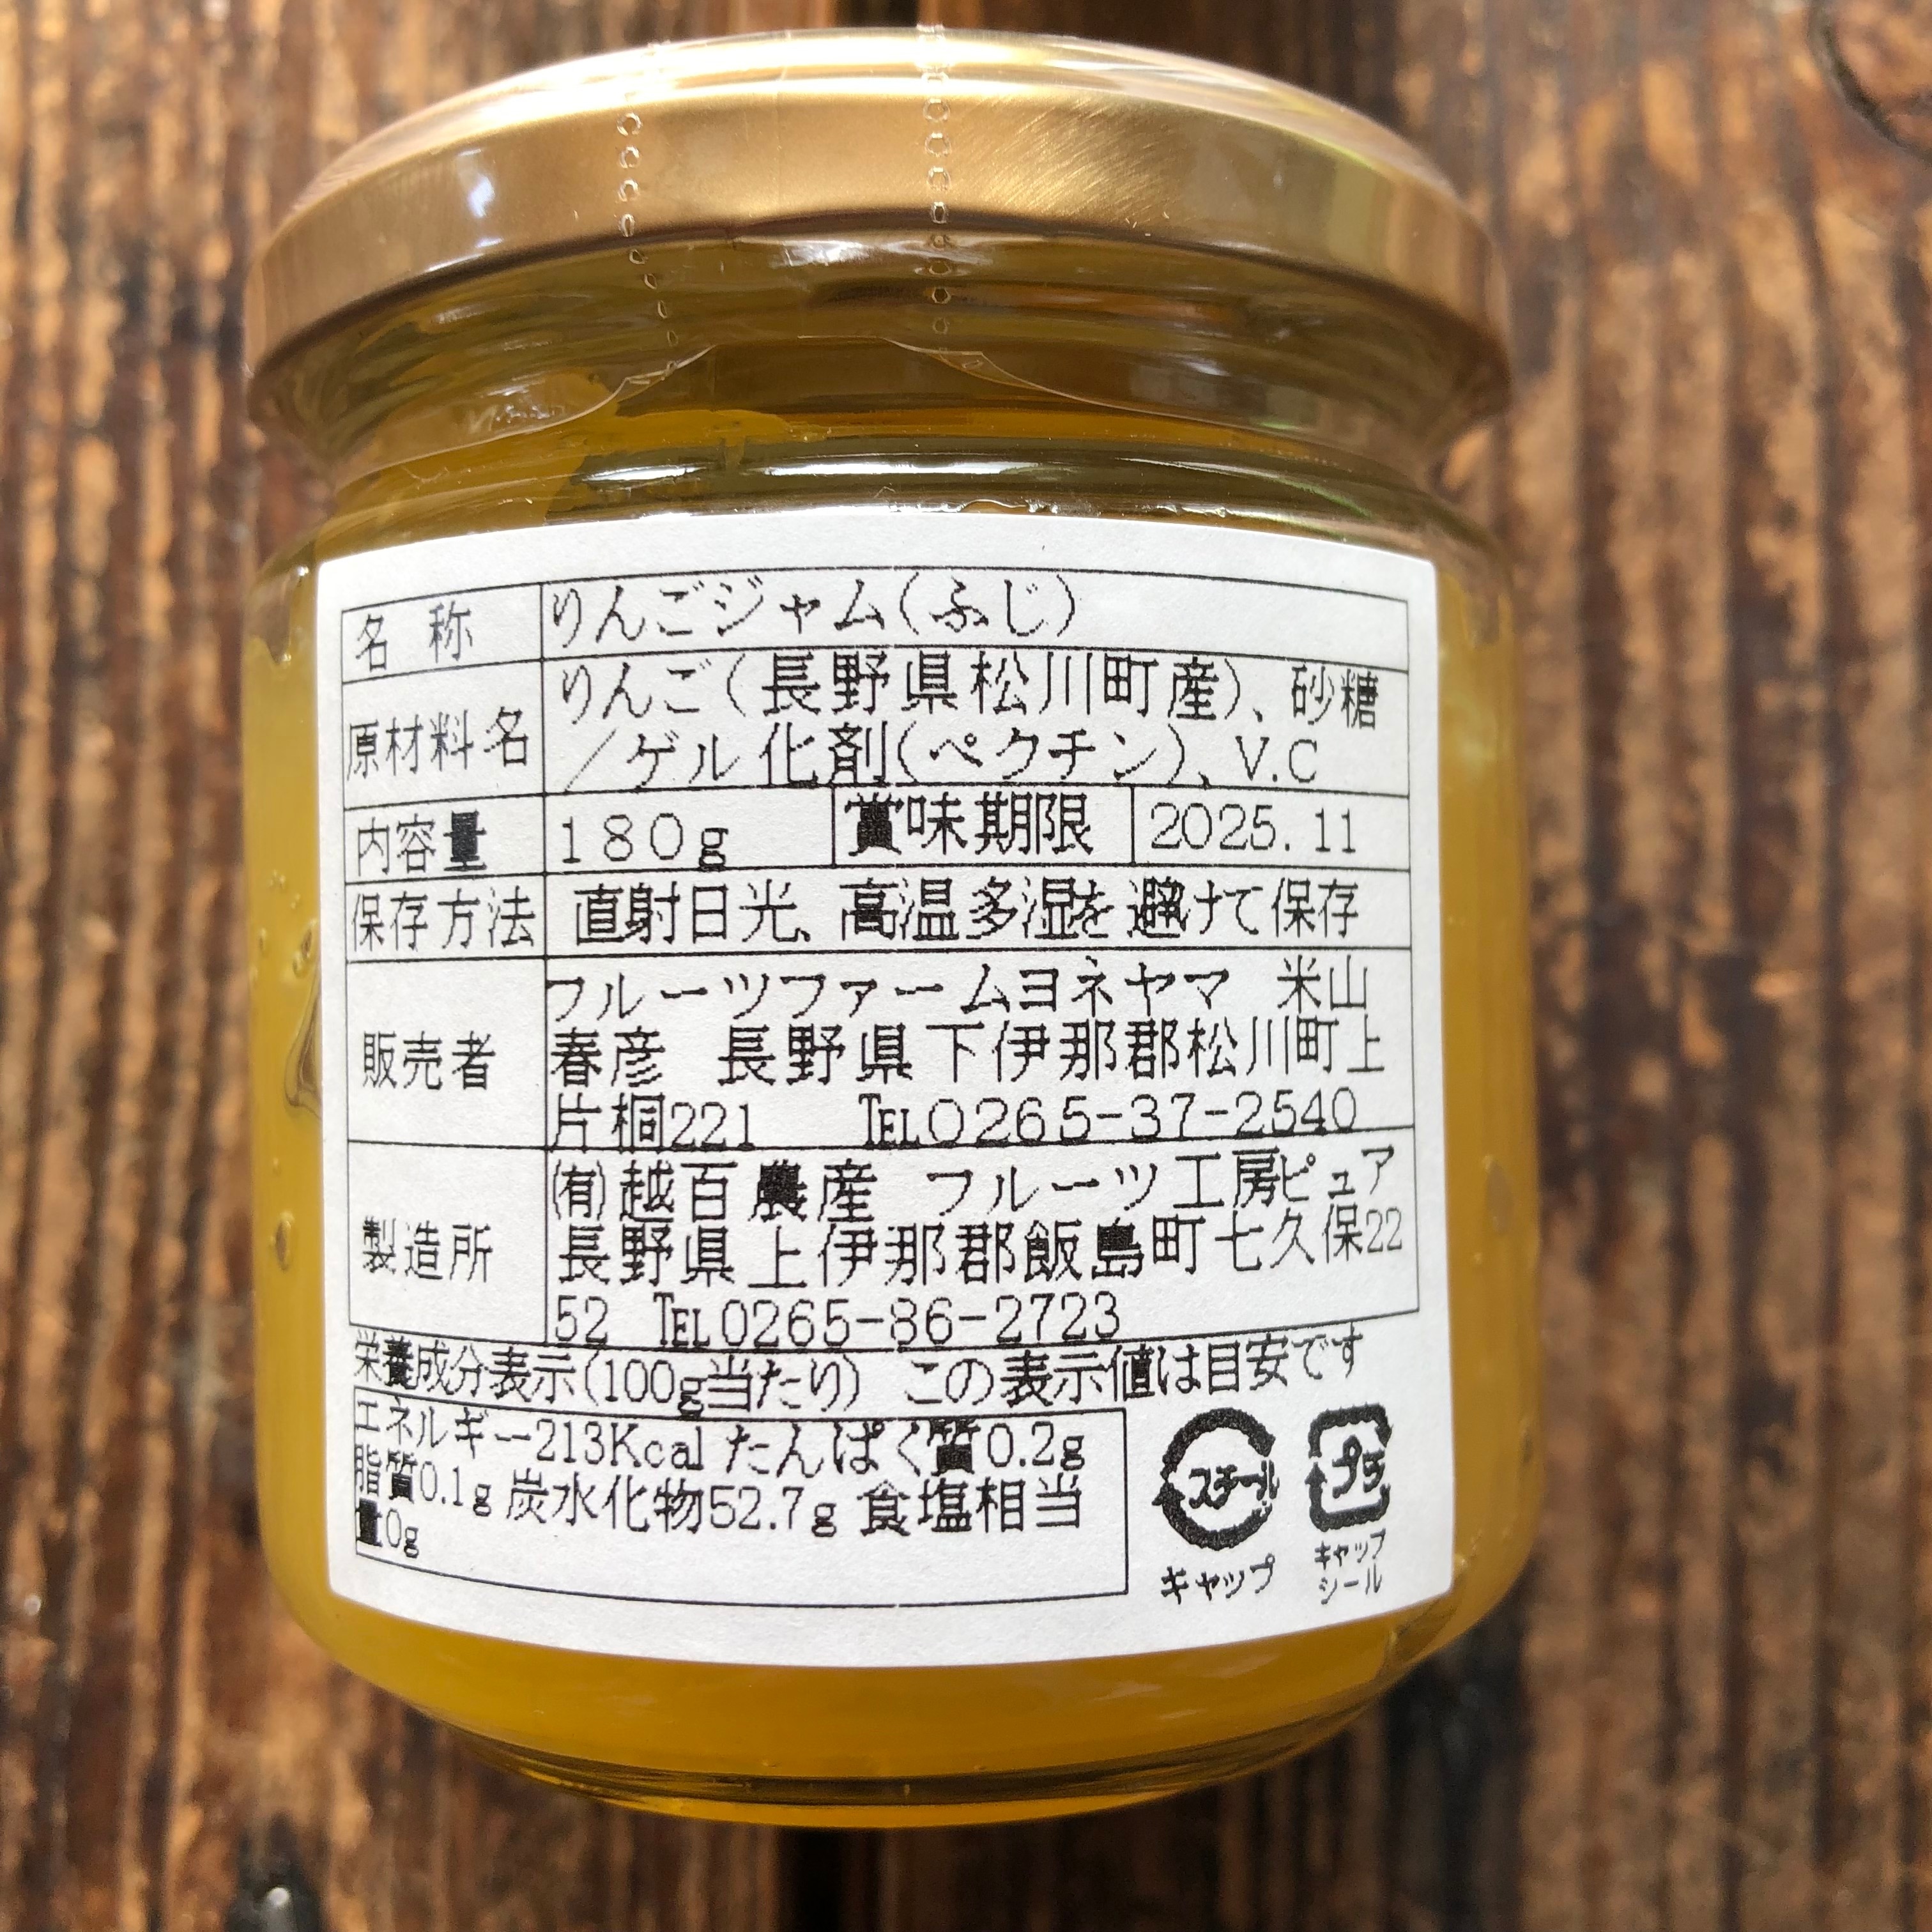 名 称 りんごジャム(ふじ)
原材料名 りんご(長野県松川町産)、砂糖
/ゲル化剤(ペクチン)、V.C
内容量 180g 賞味期限 2025.11
保存方法 直射日光、高温多湿を避けて保存
販売者 フルーツファームヨネヤマ 米山
春彦 長野県下伊那郡松川町上
片桐221 ℡0265-37-2540
製造所 ㈲越百農産 フルーツ工房ピュア
長野県上伊那郡飯島町七久保22
52 ℡0265-86-2723
栄養成分表示(100g当たり) この表示値は目安です
エネルギー213Kcal たんぱく質0.2g
脂質0.1g 炭水化物52.7g 食塩相当
量0g
スチール
キャップ
プラ
キャップ
シール